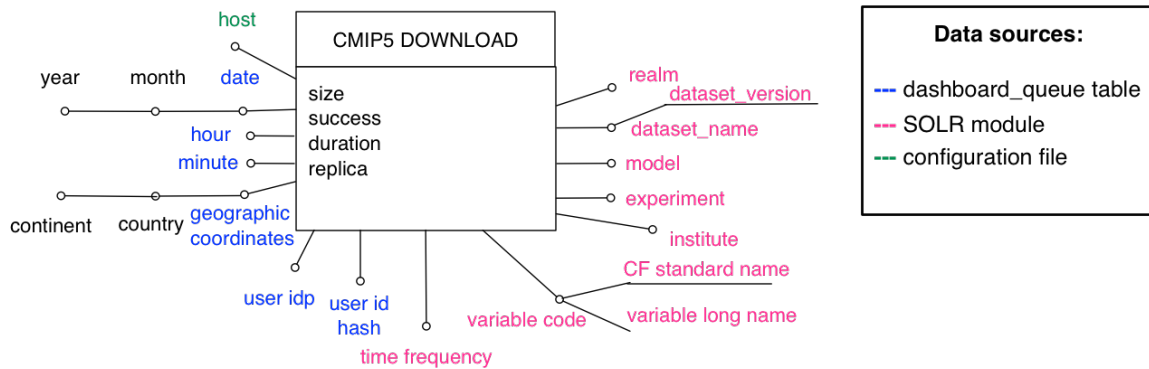 host
CMIP5 DOWNLOAD
year
month
date
size
success
duration
replica
hour
minute
continent
country
geographic
coordinates
user idp
user id
hash
time frequency
variable code
CF standard name
variable long name
realm
dataset_version
dataset_name
model
experiment
institute
Data sources:
dashboard_queue table
SOLR module
configuration file